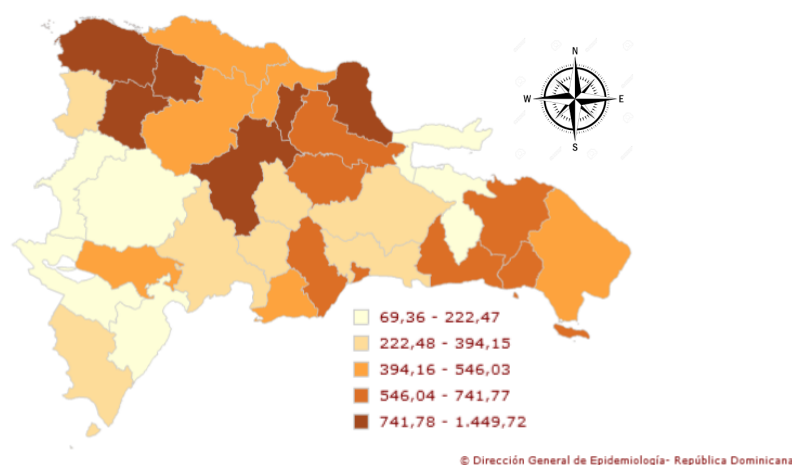 N
W
E
S
69,36 - 222,47
222,48 - 394,15
394,16 - 546,03
546,04 - 741,77
741,78 - 1.449,72
© Dirección General de Epidemiología- República Dominicana